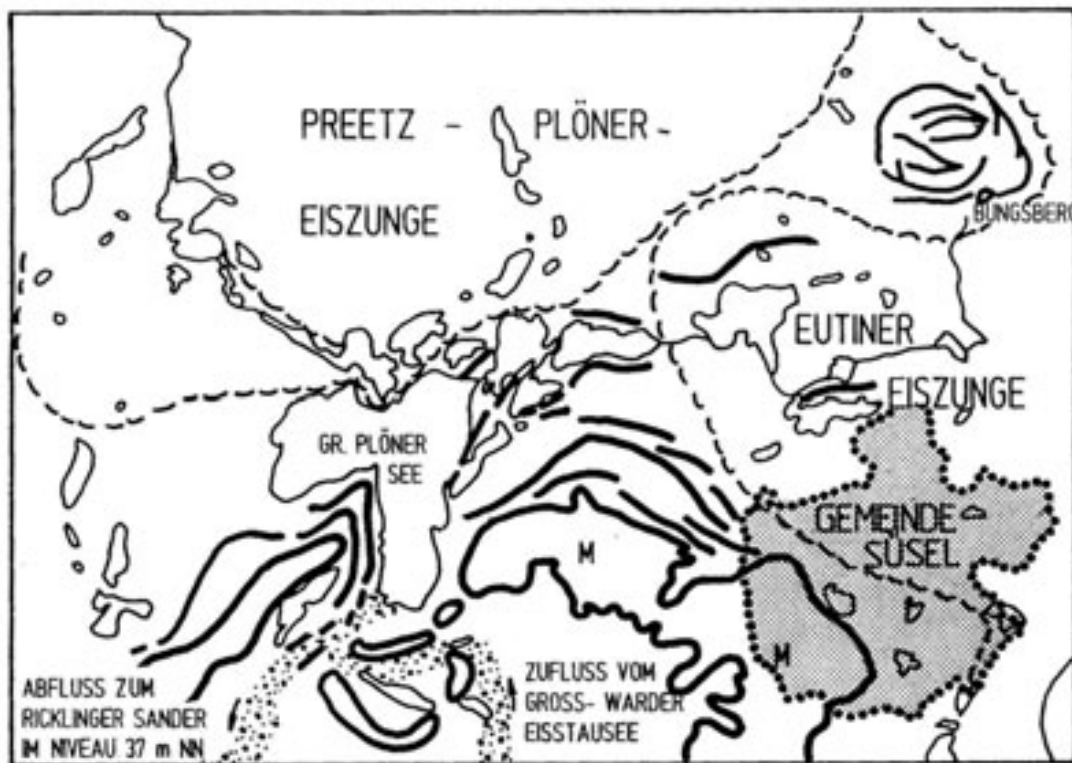 PREETZ - PLÖNER -
EISZUNGE
BUNGSBERG
EUTINER
EISZUNGE
GR. PLÖNER
SEE
GEMEINDE
SÜSEL
M
M
ABFLUSS ZUM
RICKLINGER SANDER
IM NIVEAU 37 m NN
ZUFLUSS VOM
GROSS- WARDER
EISSTAUSEE